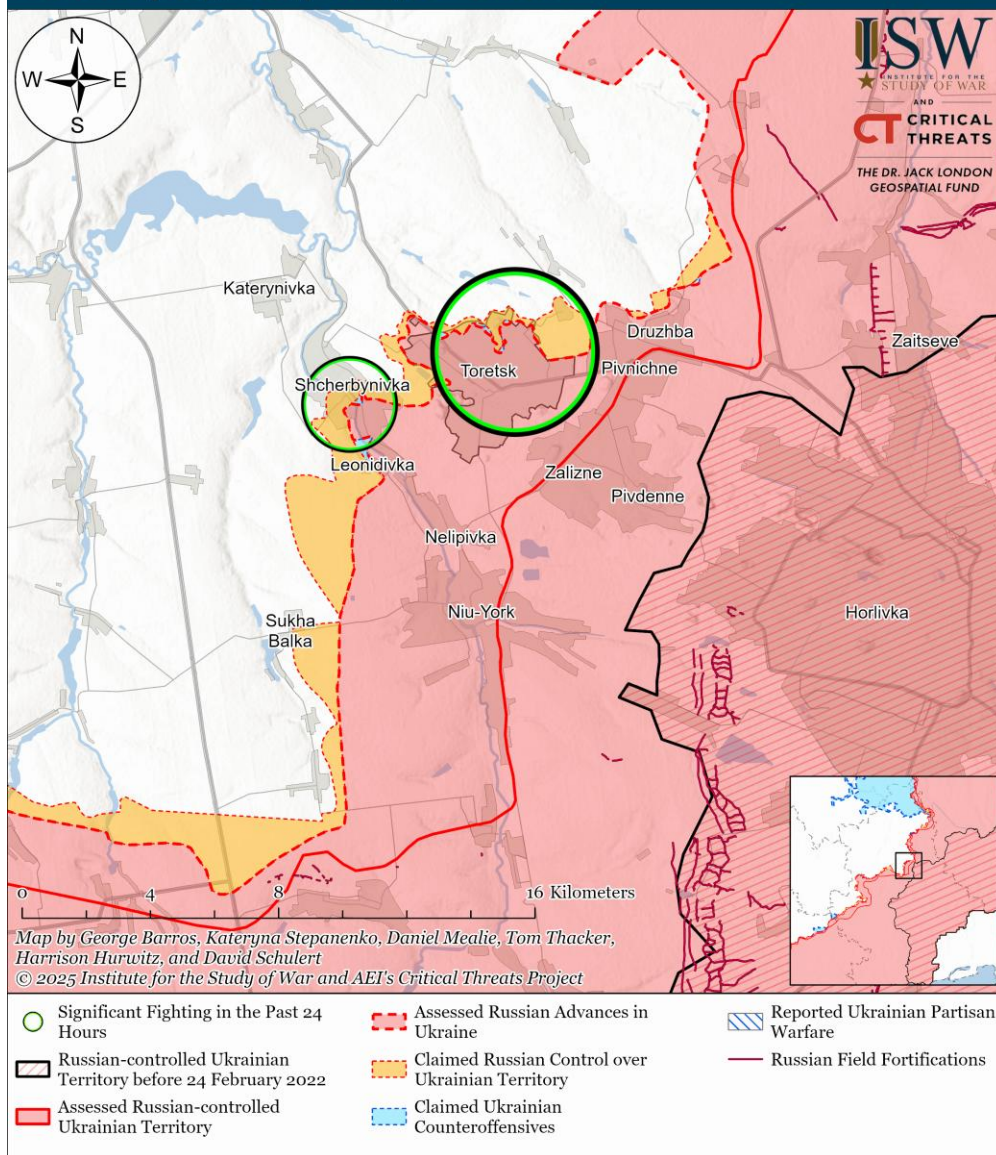 N
W
E
S
ISW
INSTITUTE FOR THE
STUDY OF WAR
AND
CT CRITICAL
THREATS
THE DR. JACK LONDON
GEOSPATIAL FUND
Katerynivka
Druzhba
Zaitseve
Toretsk
Pivnichne
Shcherbynivka
Leonidivka
Zalizne
Pivdenne
Nelipivka
Niu-York
Horlivka
Sukha
Balka
0 4 8 16 Kilometers
Map by George Barros, Kateryna Stepanenko, Daniel Mealie, Tom Thacker,
Harrison Hurwitz, and David Schulert
© 2025 Institute for the Study of War and AEI's Critical Threats Project
Significant Fighting in the Past 24
Hours
Russian-controlled Ukrainian
Territory before 24 February 2022
Assessed Russian-controlled
Ukrainian Territory
Assessed Russian Advances in
Ukraine
Claimed Russian Control over
Ukrainian Territory
Claimed Ukrainian
Counteroffensives
Reported Ukrainian Partisan
Warfare
Russian Field Fortifications